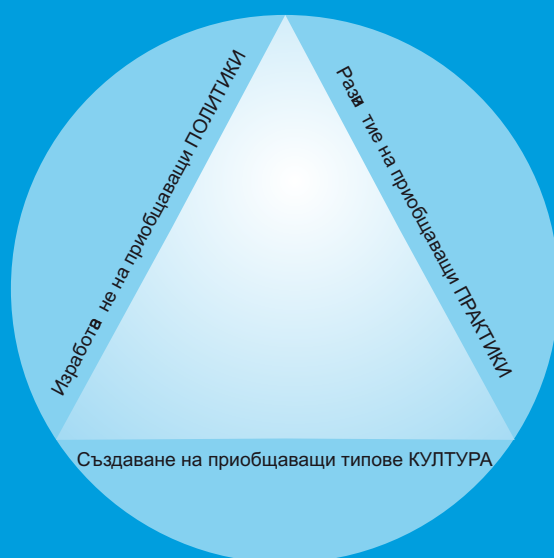 Изработване на приобщаващи ПОЛИТИКИ
Развитие на приобщаващи ПРАКТИКИ
Създаване на приобщаващи типове КУЛТУРА